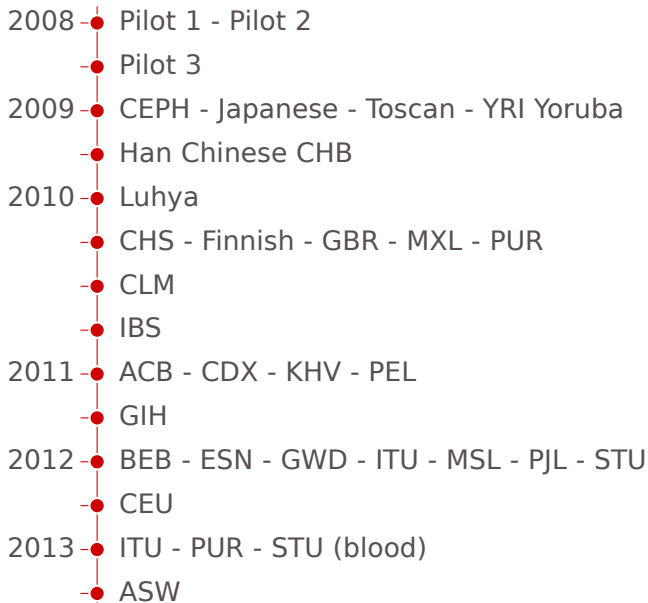 2008 Pilot 1 - Pilot 2
Pilot 3
2009 CEPH - Japanese - Toscan - YRI Yoruba
Han Chinese CHB
2010 Luhya
CHS - Finnish - GBR - MXL - PUR
CLM
IBS
2011 ACB - CDX - KHV - PEL
GIH
2012 BEB - ESN - GWD - ITU - MSL - PJL - STU
CEU
2013 ITU - PUR - STU (blood)
ASW